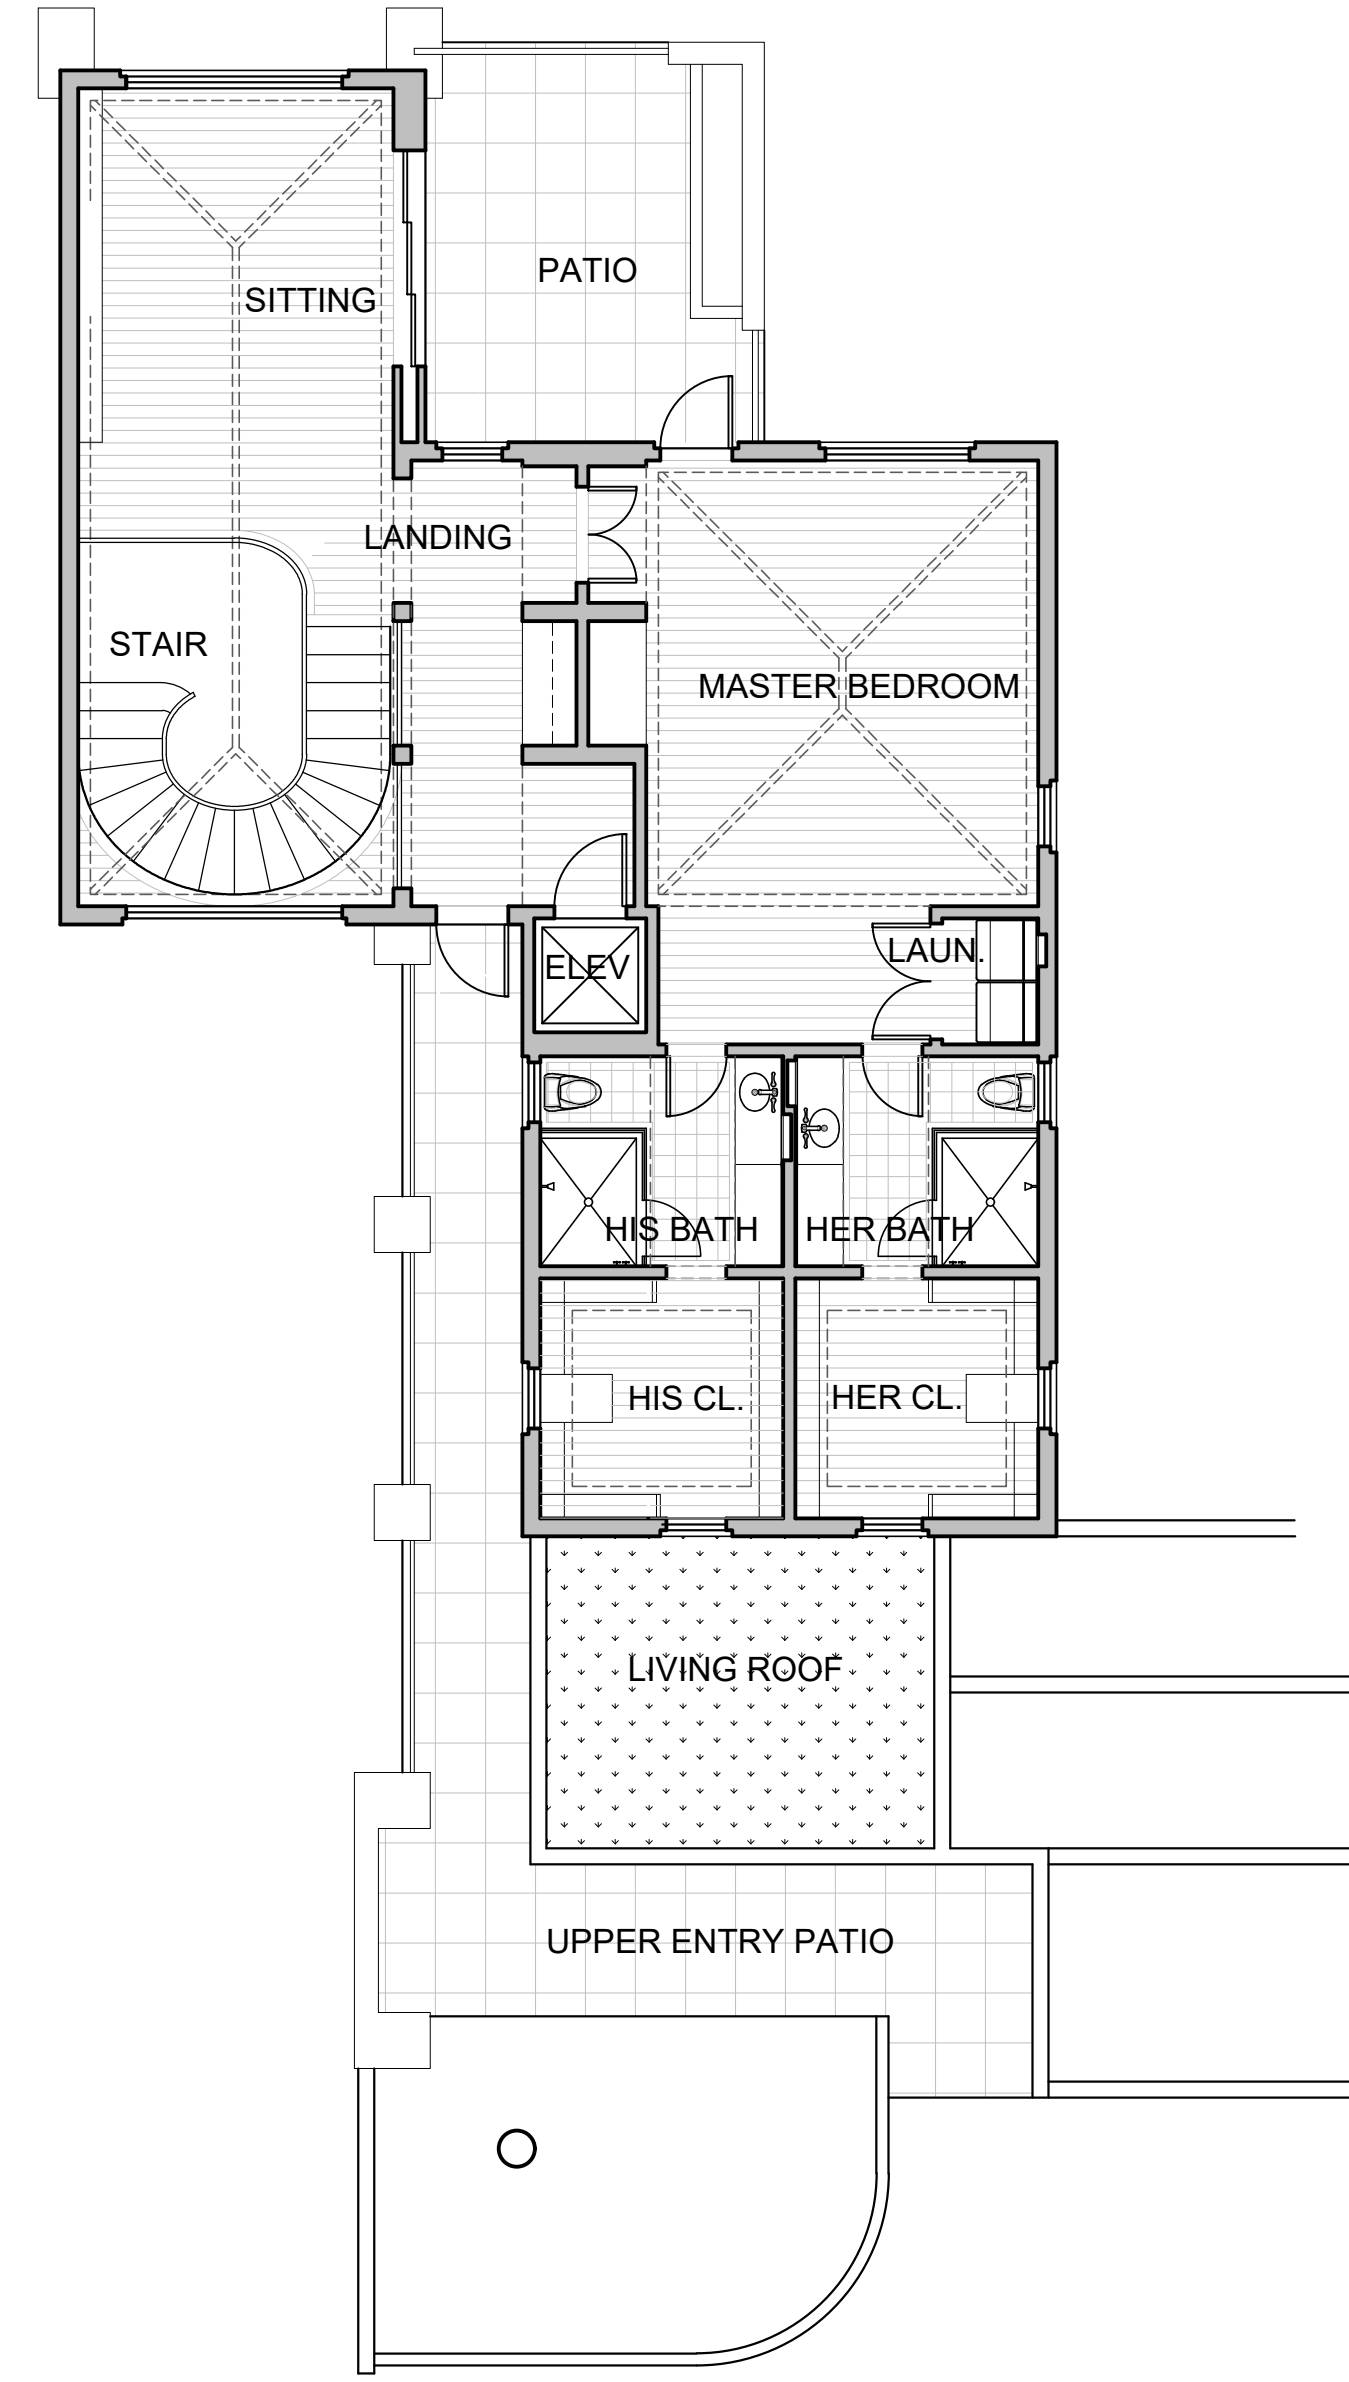 PATIO
SITTING
LANDING
STAIR
MASTER BEDROOM
LAUN.
ELEV
HIS BATH
HER BATH
HIS CL.
HER CL.
LIVING ROOF
UPPER ENTRY PATIO